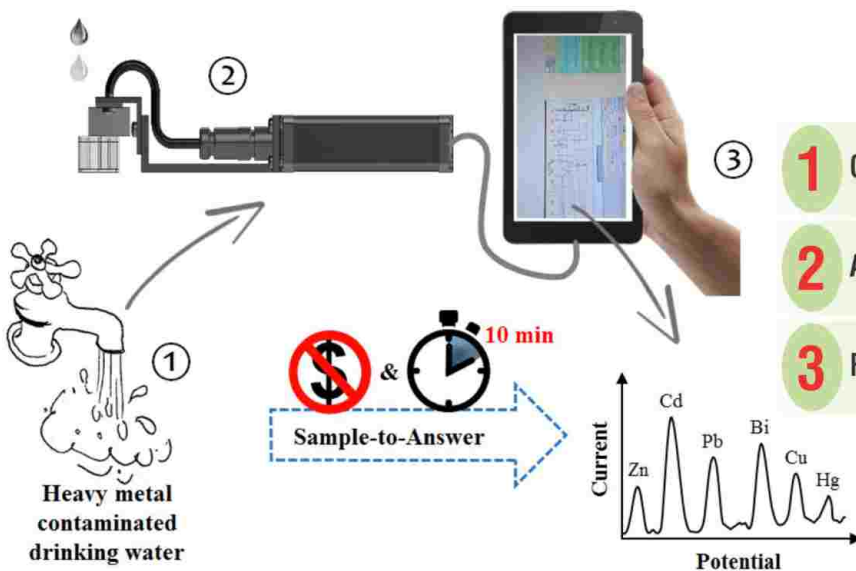 ②
③
1
2
3
①
10 min
$
&
Sample-to-Answer
Heavy metal
contaminated
drinking water
Current
Zn
Cd
Pb
Bi
Cu
Hg
Potential